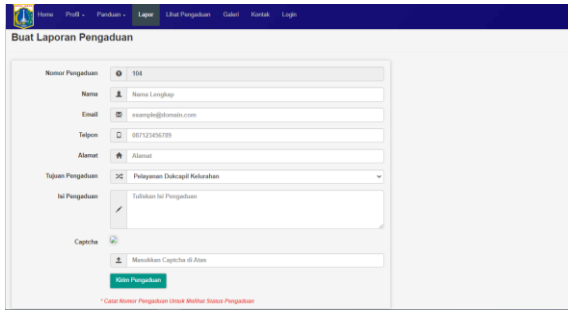 Home Profil Panduan Lapor Lihat Pengaduan Galeri Kontak Login
Buat Laporan Pengaduan
Nomor Pengaduan 104
Nama Nama Lengkap
Email example@domain.com
Telpon 087123456789
Alamat Alamat
Tujuan Pengaduan Pelayanan Dukcapil Kelurahan
Isi Pengaduan Tuliskan Isi Pengaduan
Captcha
Masukkan Captcha di Atas
Kirim Pengaduan
* Catat Nomor Pengaduan Untuk Melihat Status Pengaduan